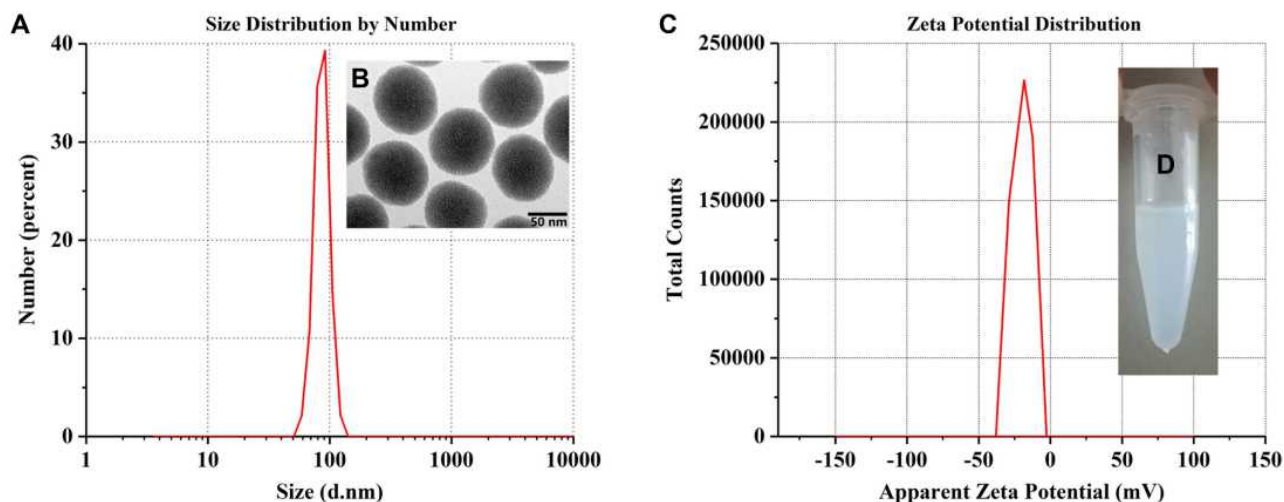 A
Size Distribution by Number
Number (percent)
40
30
20
10
0
B
50 nm
1
10
100
1000
10000
Size (d.nm)
C
Zeta Potential Distribution
Total Counts
250000
200000
150000
100000
50000
0
D
-150
-100
-50
0
50
100
150
Apparent Zeta Potential (mV)